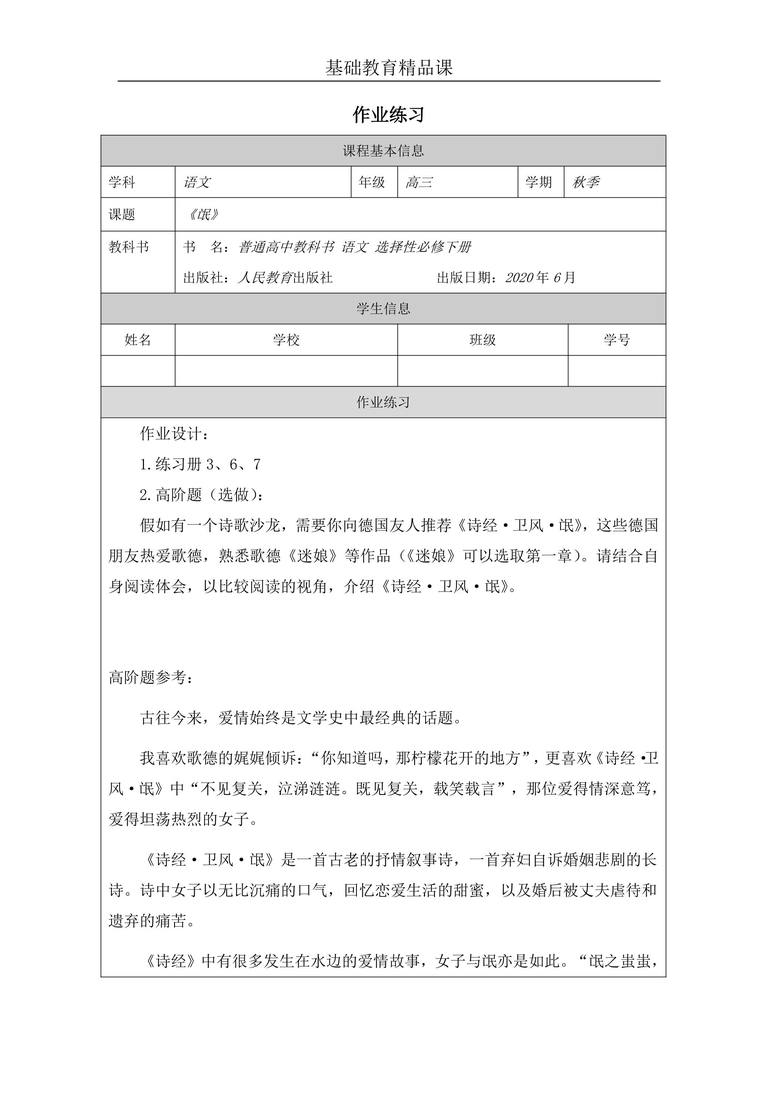 基础教育精品课
作业练习
课程基本信息
学科 语文 年级 高三 学期 秋季
课题 《氓》
教科书 书 名：普通高中教科书 语文 选择性必修下册
出版社：人民教育出版社 出版日期：2020 年 6 月
学生信息
姓名 学校 班级 学号
作业练习
作业设计：
1.练习册 3、6、7
2.高阶题（选做）：
假如有一个诗歌沙龙，需要你向德国友人推荐《诗经·卫风·氓》，这些德国
朋友热爱歌德，熟悉歌德《迷娘》等作品（《迷娘》可以选取第一章）。请结合自
身阅读体会，以比较阅读的视角，介绍《诗经·卫风·氓》。
高阶题参考：
古往今来，爱情始终是文学史中最经典的话题。
我喜欢歌德的娓娓倾诉：“你知道吗，那柠檬花开的地方”，更喜欢《诗经·卫
风·氓》中“不见复关，泣涕涟涟。既见复关，载笑载言”，那位爱得情深意笃，
爱得坦荡热烈的女子。
《诗经·卫风·氓》是一首古老的抒情叙事诗，一首弃妇自诉婚姻悲剧的长
诗。诗中女子以无比沉痛的口气，回忆恋爱生活的甜蜜，以及婚后被丈夫虐待和
遗弃的痛苦。
《诗经》中有很多发生在水边的爱情故事，女子与氓亦是如此。“氓之蚩蚩，